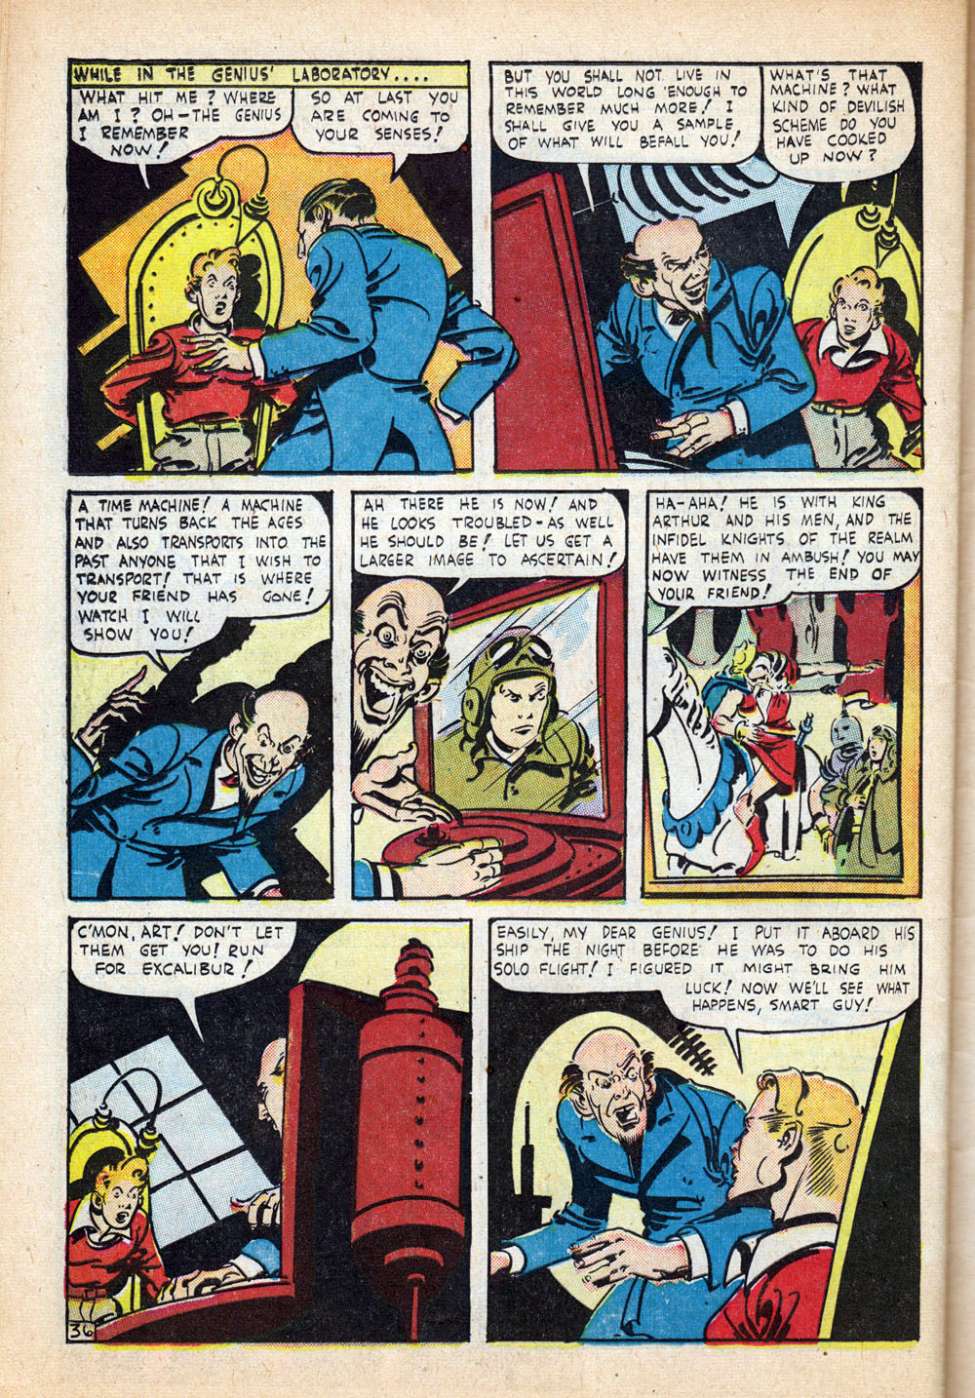 WHILE IN THE GENIUS' LABORATORY....
WHAT HIT ME? WHERE
AM I? OH-THE GENIUS
I REMEMBER
NOW!
SO AT LAST YOU
ARE COMING TO
YOUR SENSES!
BUT YOU SHALL NOT LIVE IN
THIS WORLD LONG 'ENOUGH TO
REMEMBER MUCH MORE! I
SHALL GIVE YOU A SAMPLE
OF WHAT WILL BEFALL YOU!
WHAT'S THAT
MACHINE? WHAT
KIND OF DEVILISH
SCHEME DO YOU
HAVE COOKED
UP NOW?
A TIME MACHINE! A MACHINE
THAT TURNS BACK THE AGES
AND ALSO TRANSPORTS INTO THE
PAST ANYONE THAT I WISH TO
TRANSPORT! THAT IS WHERE
YOUR FRIEND HAS GONE!
WATCH I WILL
SHOW YOU!
AH THERE HE IS NOW! AND
HE LOOKS TROUBLED-AS WELL
HE SHOULD BE! LET US GET A
LARGER IMAGE TO ASCERTAIN!
HA-AHA! HE IS WITH KING
ARTHUR AND HIS MEN, AND THE
INFIDEL KNIGHTS OF THE REALM
HAVE THEM IN AMBUSH! YOU MAY
NOW WITNESS THE END OF
YOUR FRIEND!
C'MON, ART! DON'T LET
THEM GET YOU! RUN
FOR EXCALIBUR!
EASILY, MY DEAR GENIUS! I PUT IT ABOARD HIS
SHIP THE NIGHT BEFORE HE WAS TO DO HIS
SOLO FLIGHT! I FIGURED IT MIGHT BRING HIM
LUCK! NOW WE'LL SEE WHAT
HAPPENS, SMART GUY!
36